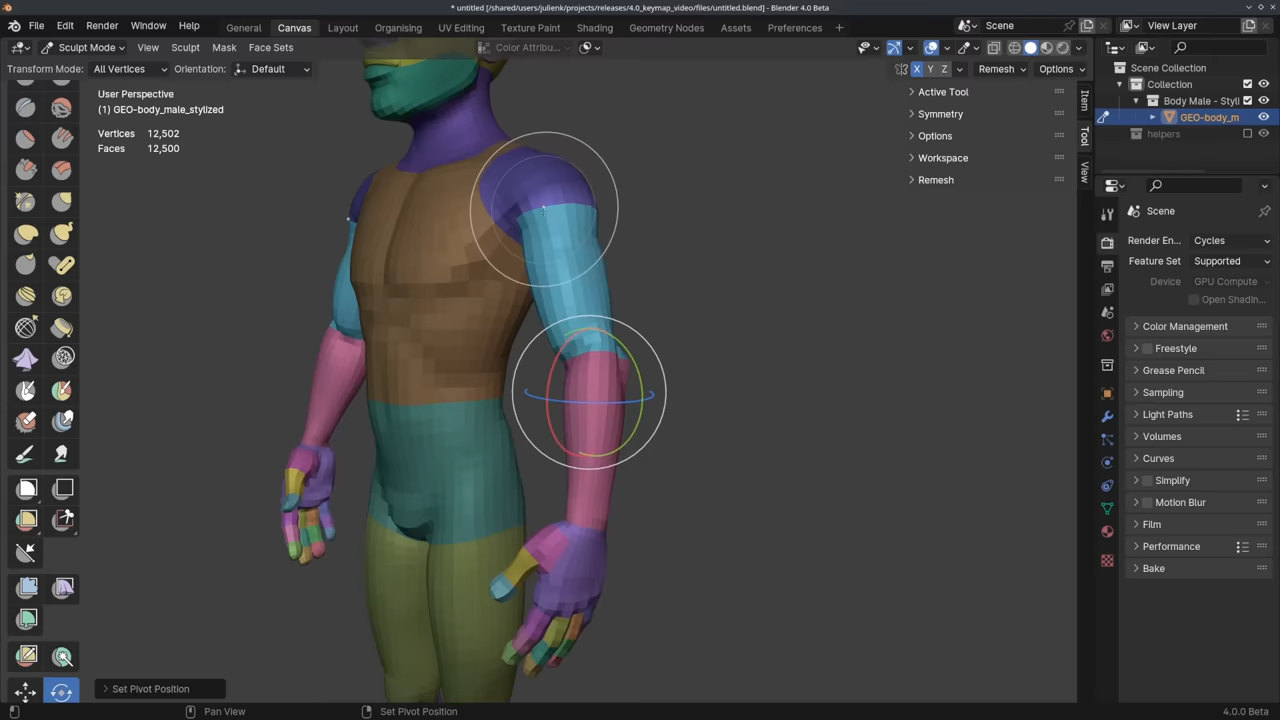 * untitled [/shared/users/julienk/projects/releases/4.0_keymap_video/files/untitled.blend] - Blender 4.0 Beta
File Edit Render Window Help
General Canvas Layout Organising UV Editing Texture Paint Shading Geometry Nodes Assets Preferences
Scene
View Layer
Sculpt Mode View Sculpt Mask Face Sets
Color Attribu...
Transform Mode: All Vertices Orientation: Default
X Y Z
Remesh Options
Scene Collection
Collection
Body Male - Styli
GEO-body_m
helpers
User Perspective
(1) GEO-body_male_stylized
Vertices 12,502
Faces 12,500
Active Tool
Symmetry
Options
Workspace
Remesh
Item
Tool
View
Scene
Render En... Cycles
Feature Set Supported
Device GPU Compute
Open Shadin...
Color Management
Freestyle
Grease Pencil
Sampling
Light Paths
Volumes
Curves
Simplify
Motion Blur
Film
Performance
Bake
Set Pivot Position
Pan View
Set Pivot Position
4.0.0 Beta